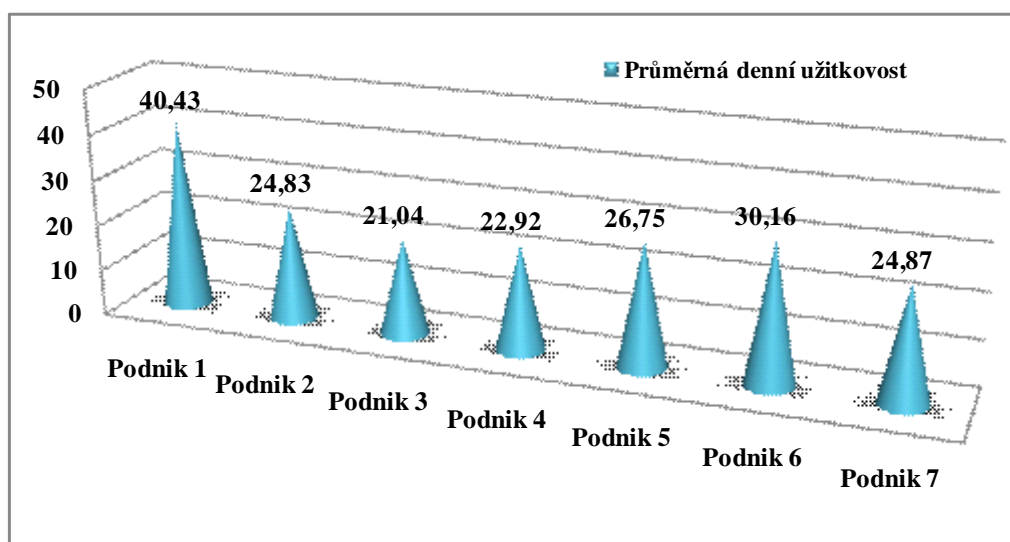 Průměrná denní užitkovost
50
40
30
20
10
0
40,43
24,83
21,04
22,92
26,75
30,16
24,87
Podnik 1
Podnik 2
Podnik 3
Podnik 4
Podnik 5
Podnik 6
Podnik 7